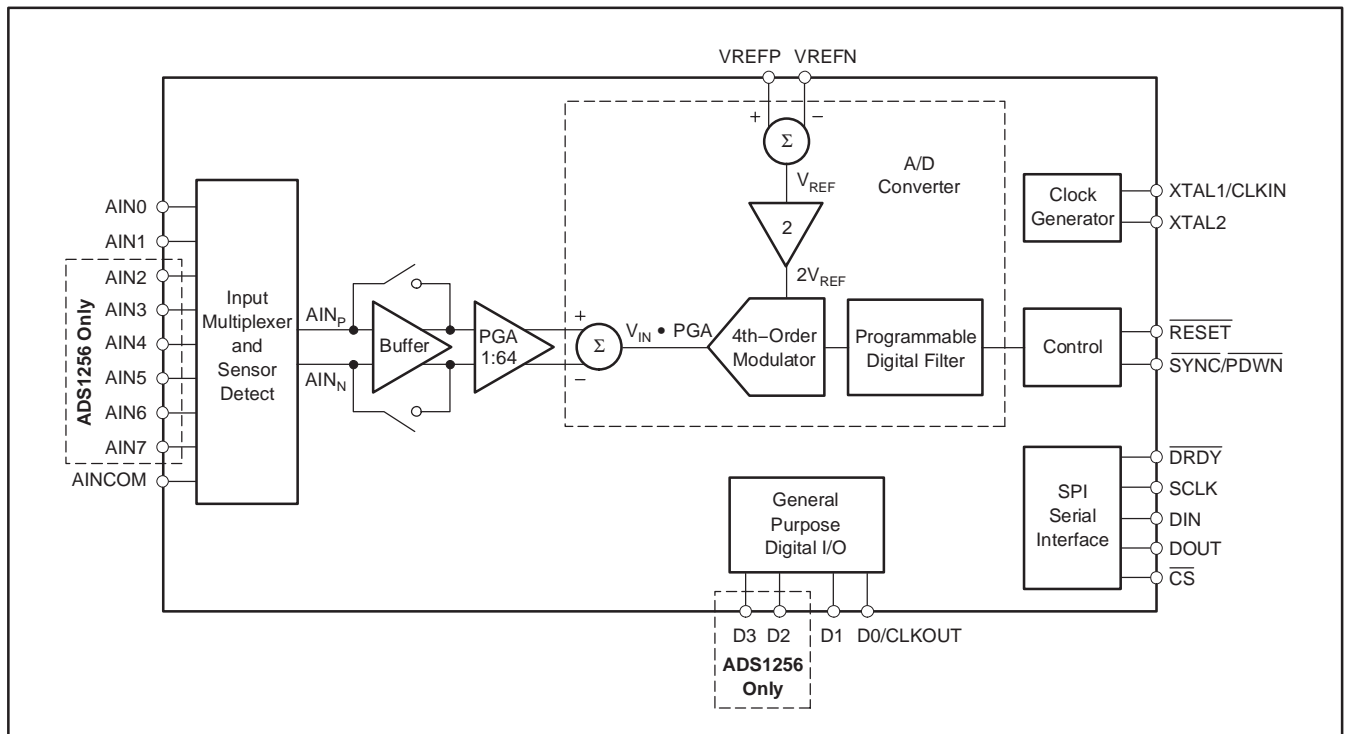 VREFP VREFN
+ −
Σ
A/D
Converter
VREF
2
2VREF
AIN0
AIN1
AIN2
AIN3
AIN4
AIN5
AIN6
AIN7
AINCOM
ADS1256 Only
Input
Multiplexer
and
Sensor
Detect
AINP
AINN
Buffer
PGA
1:64
+
−
Σ
VIN • PGA
4th−Order
Modulator
Programmable
Digital Filter
Clock
Generator
XTAL1/CLKIN
XTAL2
Control
RESET
SYNC/PDWN
SPI
Serial
Interface
DRDY
SCLK
DIN
DOUT
CS
General
Purpose
Digital I/O
D3 D2 D1 D0/CLKOUT
ADS1256
Only